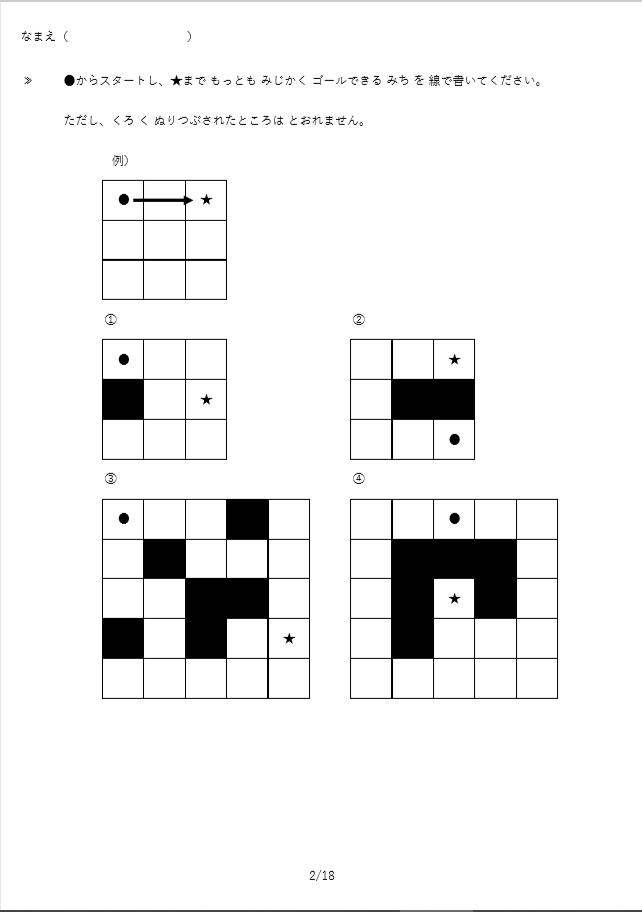 なまえ（　　　　　　　　　　）
≫　●からスタートし、★まで もっとも みじかく ゴールできる みち を 線で書いてください。
ただし、くろ く ぬりつぶされたところは とおれません。
例）
● ★
① ②
● ★
★ ●
③ ④
● ●
★
★
2/18